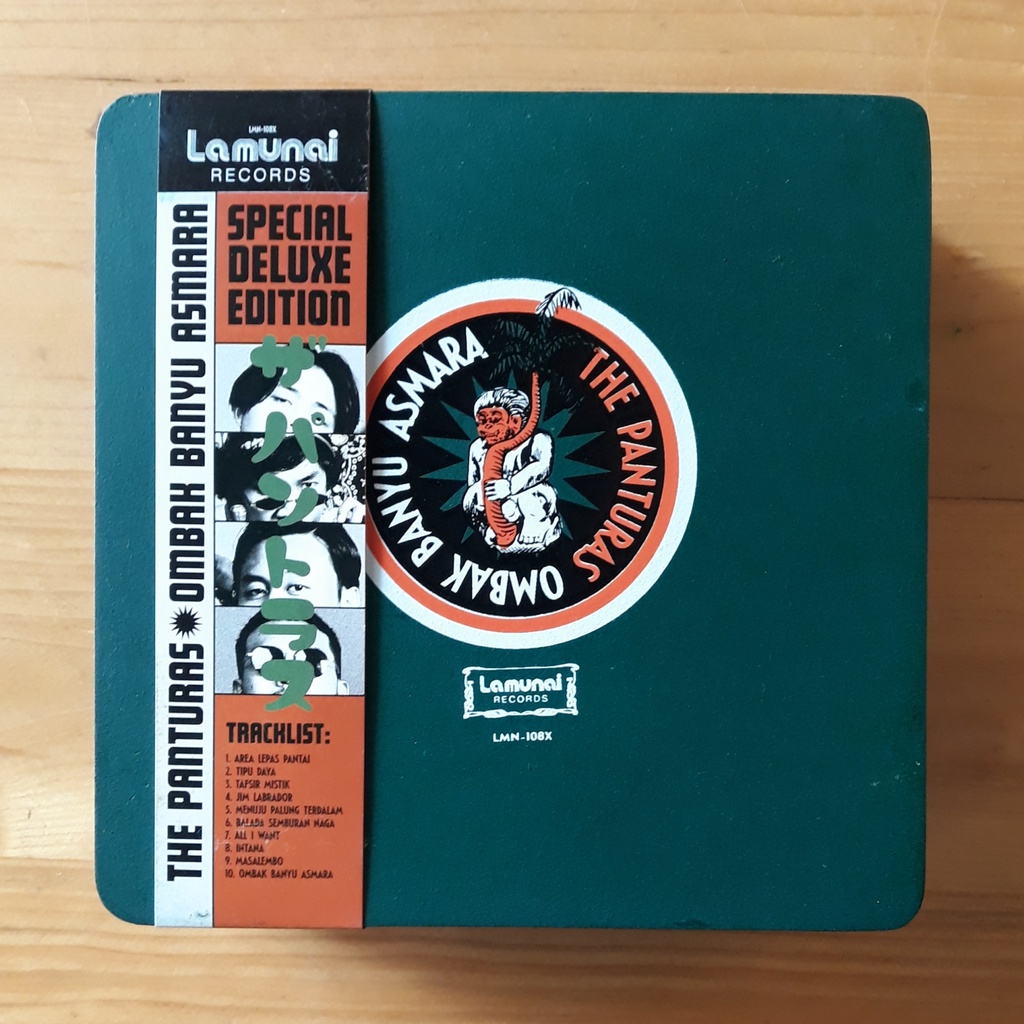 LMN-108X
Lamunai
RECORDS
SPECIAL
DELUXE
EDITION
ザ
パ
ン
ト
ゥ
ラ
ス
THE PANTURAS OMBAK BANYU ASMARA
TRACKLIST:
1. AREA LEPAS PANTAI
2. TIPU DAYA
3. TAFSIR MISTIK
4. JIM LABRADOR
5. MENUJU PALUNG TERDALAM
6. BALADA SEMBURAN NAGA
7. ALL I WANT
8. INTANA
9. MASALEMBO
10. OMBAK BANYU ASMARA
THE PANTURAS
OMBAK BANYU ASMARA
Lamunai
RECORDS
LMN-108X